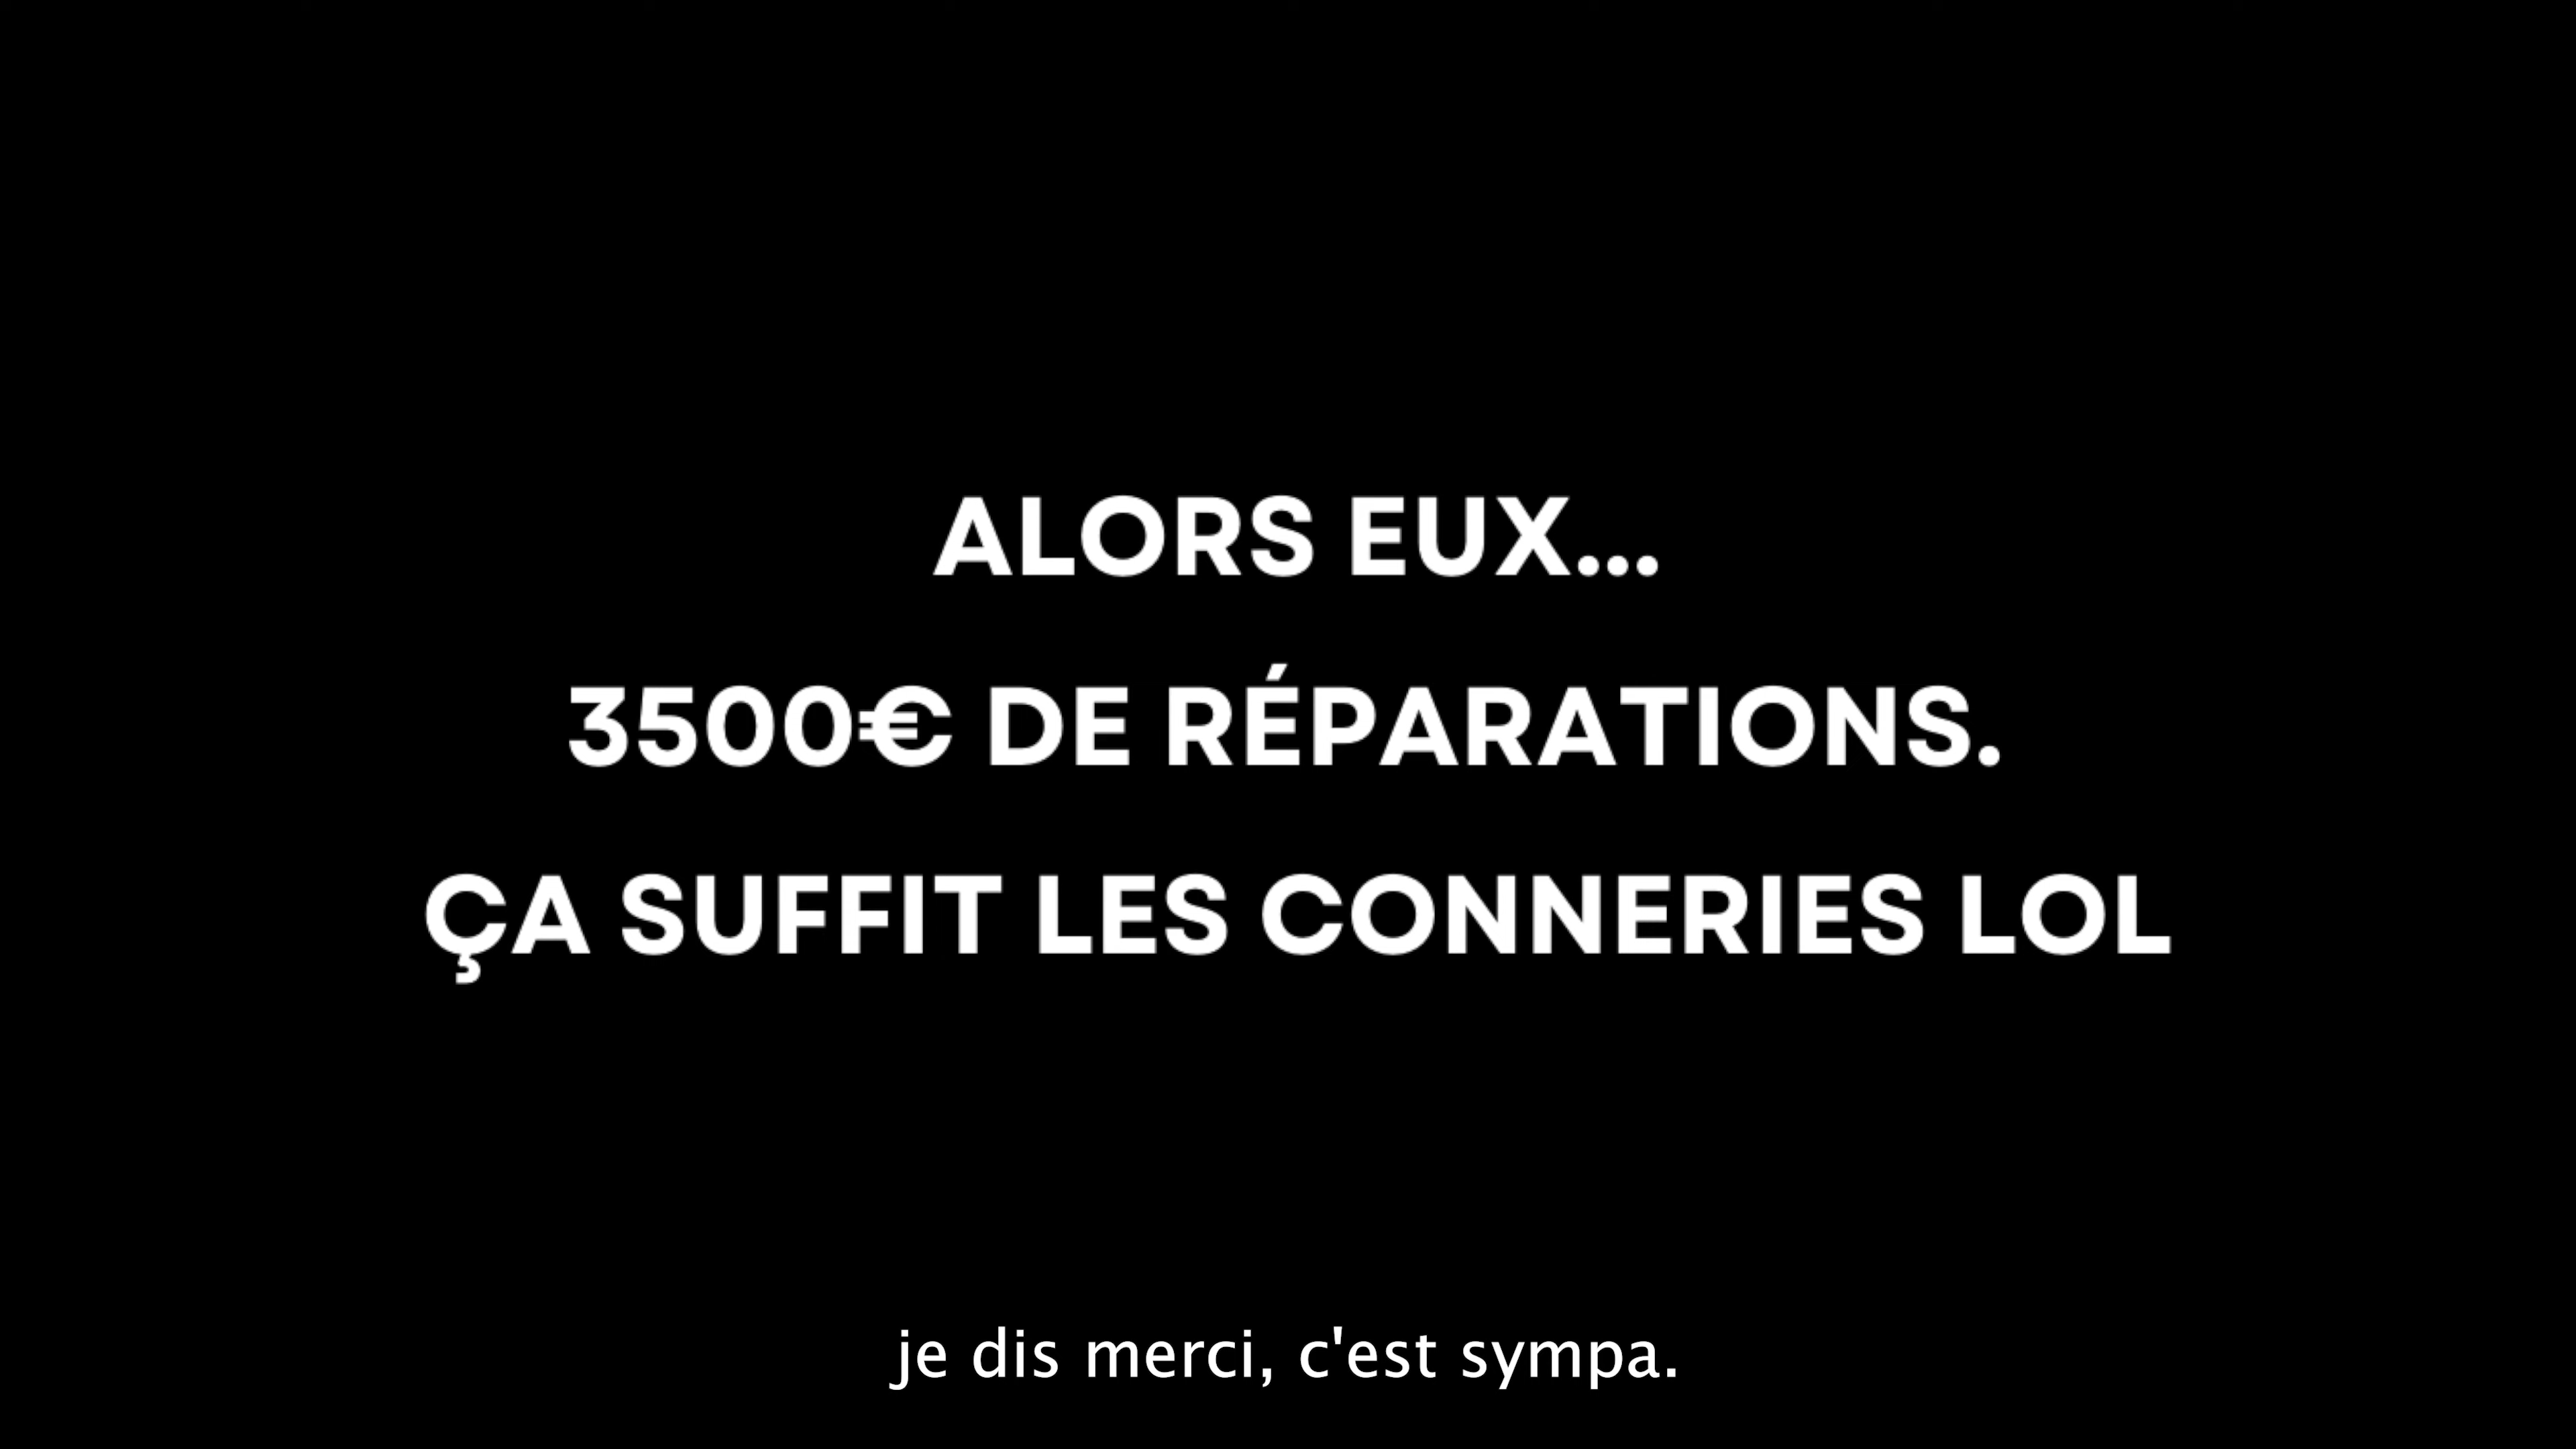 ALORS EUX...
3500€ DE RÉPARATIONS.
ÇA SUFFIT LES CONNERIES LOL
je dis merci, c'est sympa.